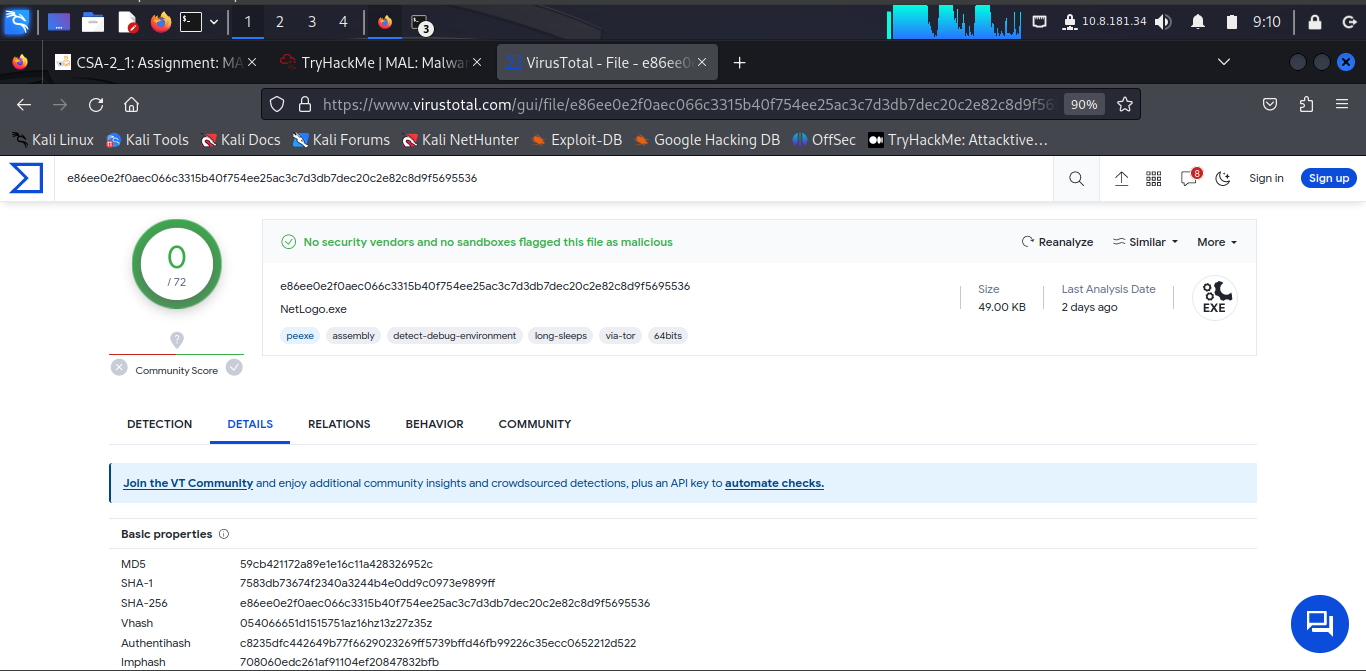 1 2 3 4 3 10.8.181.34 9:10
CSA-2_1: Assignment: MA TryHackMe | MAL: Malwar VirusTotal - File - e86ee0
https://www.virustotal.com/gui/file/e86ee0e2f0aec066c3315b40f754ee25ac3c7d3db7dec20c2e82c8d9f56 90%
Kali Linux Kali Tools Kali Docs Kali Forums Kali NetHunter Exploit-DB Google Hacking DB OffSec TryHackMe: Attacktive…
e86ee0e2f0aec066c3315b40f754ee25ac3c7d3db7dec20c2e82c8d9f5695536 8 Sign in Sign up
0
/ 72
Community Score
No security vendors and no sandboxes flagged this file as malicious Reanalyze Similar More
e86ee0e2f0aec066c3315b40f754ee25ac3c7d3db7dec20c2e82c8d9f5695536
NetLogo.exe
peexe assembly detect-debug-environment long-sleeps via-tor 64bits
Size
49.00 KB
Last Analysis Date
2 days ago
EXE
DETECTION DETAILS RELATIONS BEHAVIOR COMMUNITY
Join the VT Community and enjoy additional community insights and crowdsourced detections, plus an API key to automate checks.
Basic properties
MD5 59cb421172a89e1e16c11a428326952c
SHA-1 7583db73674f2340a3244b4e0dd9c0973e9899ff
SHA-256 e86ee0e2f0aec066c3315b40f754ee25ac3c7d3db7dec20c2e82c8d9f5695536
Vhash 054066651d1515751az16hz13z27z35z
Authentihash c8235dfc442649b77f6629023269ff5739bffd46fb99226c35ecc0652212d522
Imphash 708060edc261af91104ef20847832bfb